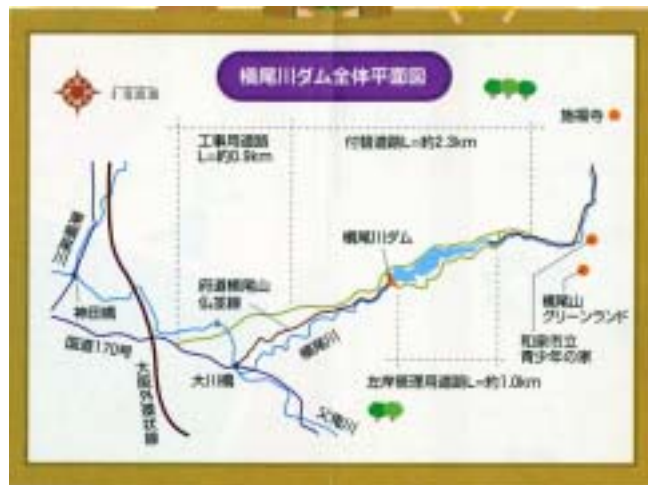 槇尾川ダム全体平面図
施福寺
工事用道路
L=約0.9km
付替道路L=約2.3km
槇尾川ダム
府道槇尾山
神田橋
槇尾山
グリーンランド
国道170号
槇尾川
和泉市立
青少年の家
大川橋
左岸管理用道路L=約1.0km
大阪外環状線
父鬼川